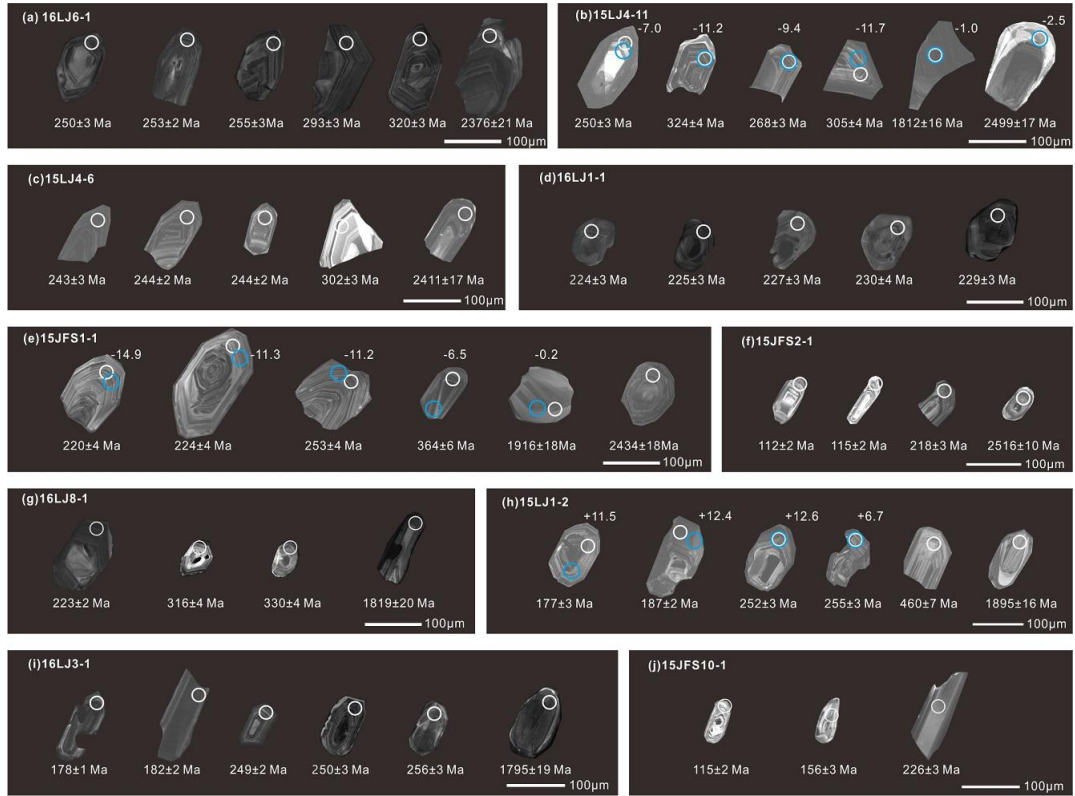 (a) 16LJ6-1
250±3 Ma 253±2 Ma 255±3Ma 293±3 Ma 320±3 Ma 2376±21 Ma
100μm
(b)15LJ4-11
-7.0 -11.2 -9.4 -11.7 -1.0 -2.5
250±3 Ma 324±4 Ma 268±3 Ma 305±4 Ma 1812±16 Ma 2499±17 Ma
100μm
(c)15LJ4-6
243±3 Ma 244±2 Ma 244±2 Ma 302±3 Ma 2411±17 Ma
100μm
(d)16LJ1-1
224±3 Ma 225±3 Ma 227±3 Ma 230±4 Ma 229±3 Ma
100μm
(e)15JFS1-1
-14.9 -11.3 -11.2 -6.5 -0.2
220±4 Ma 224±4 Ma 253±4 Ma 364±6 Ma 1916±18Ma 2434±18Ma
100μm
(f)15JFS2-1
112±2 Ma 115±2 Ma 218±3 Ma 2516±10 Ma
100μm
(g)16LJ8-1
223±2 Ma 316±4 Ma 330±4 Ma 1819±20 Ma
100μm
(h)15LJ1-2
+11.5 +12.4 +12.6 +6.7
177±3 Ma 187±2 Ma 252±3 Ma 255±3 Ma 460±7 Ma 1895±16 Ma
100μm
(i)16LJ3-1
178±1 Ma 182±2 Ma 249±2 Ma 250±3 Ma 256±3 Ma 1795±19 Ma
100μm
(j)15JFS10-1
115±2 Ma 156±3 Ma 226±3 Ma
100μm